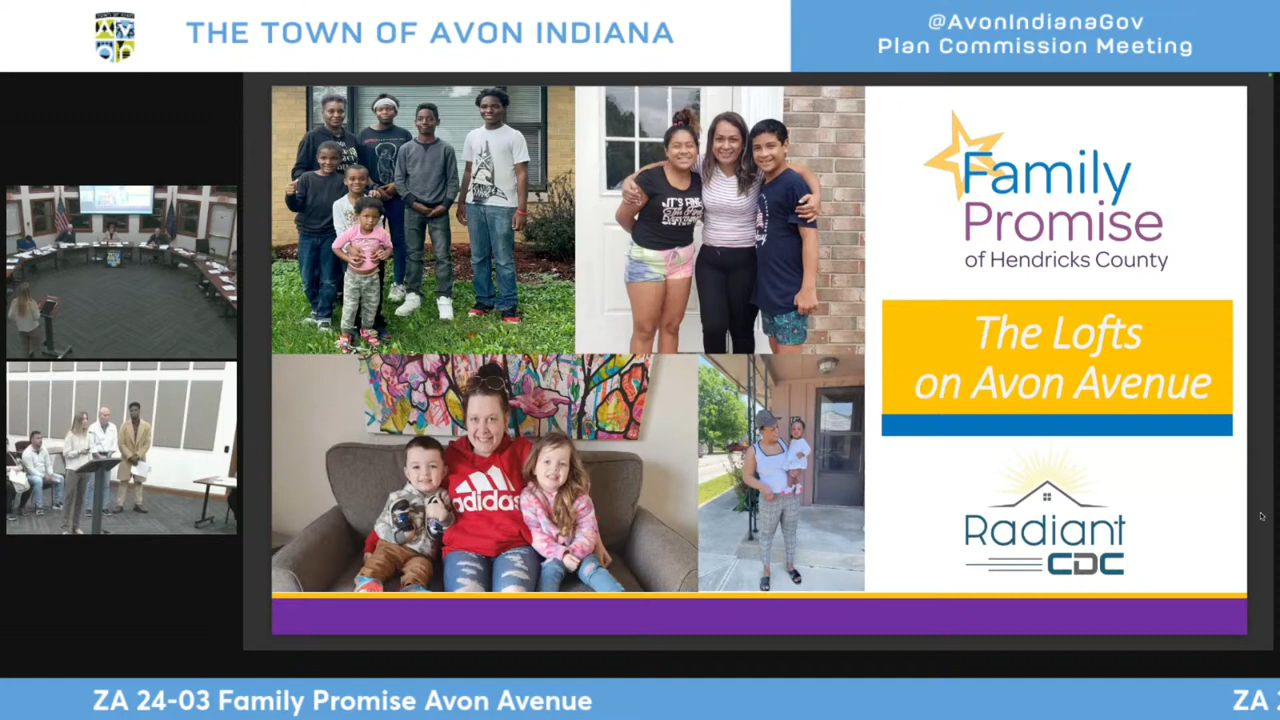 THE TOWN OF AVON INDIANA
@AvonIndianaGov
Plan Commission Meeting
Family
Promise
of Hendricks County
The Lofts
on Avon Avenue
adidas
Radiant
CDC
ZA 24-03 Family Promise Avon Avenue
ZA